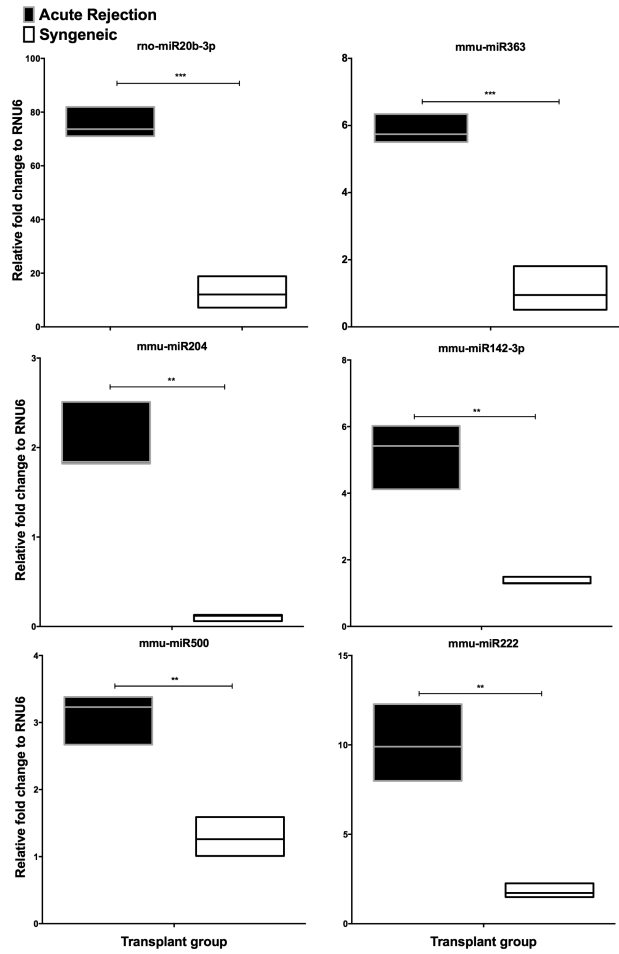 Acute Rejection
Syngeneic
rno-miR20b-3p
Relative fold change to RNU6
100
80
60
40
20
0
***
mmu-miR363
8
6
4
2
0
***
mmu-miR204
Relative fold change to RNU6
3
2
1
0
**
mmu-miR142-3p
8
6
4
2
0
**
mmu-miR500
Relative fold change to RNU6
4
3
2
1
0
**
Transplant group
mmu-miR222
15
10
5
0
**
Transplant group